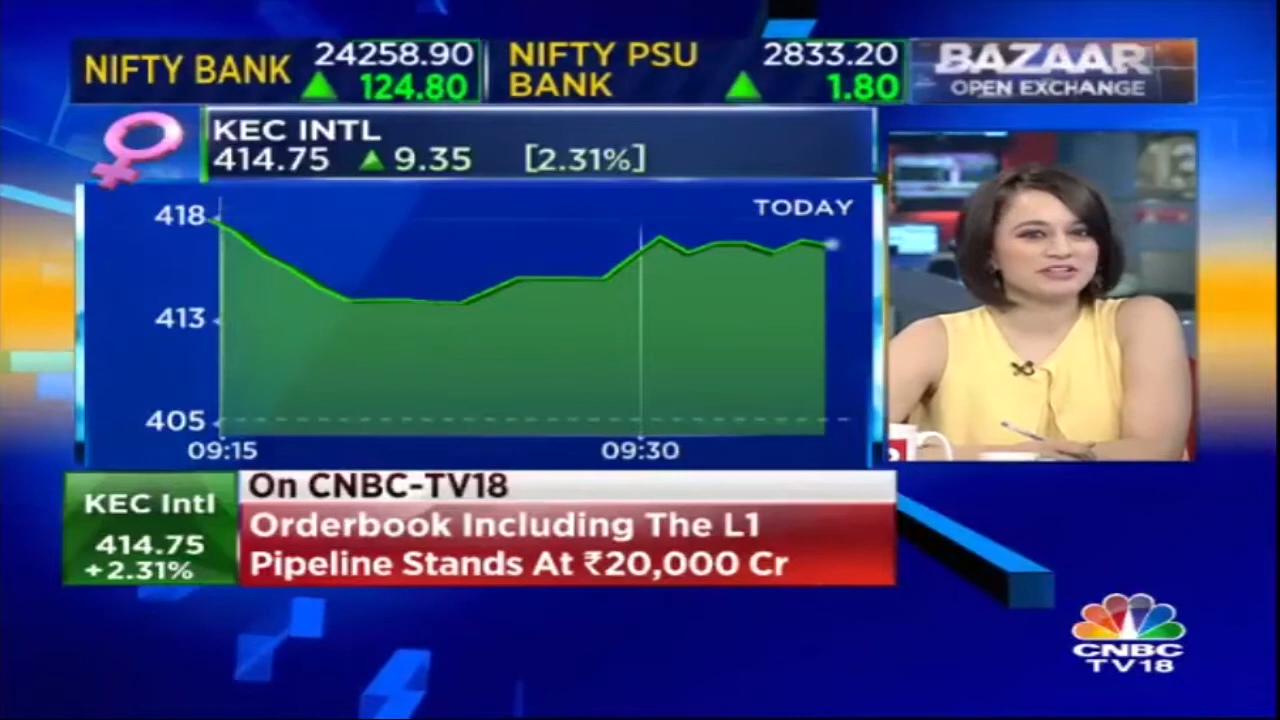 NIFTY BANK
24258.90
124.80
NIFTY PSU
BANK
2833.20
1.80
BAZAAR
OPEN EXCHANGE
KEC INTL
414.75 9.35 [2.31%]
TODAY
418
413
405
09:15 09:30
KEC Intl
414.75
+2.31%
On CNBC-TV18
Orderbook Including The L1
Pipeline Stands At ₹20,000 Cr
CNBC
TV18